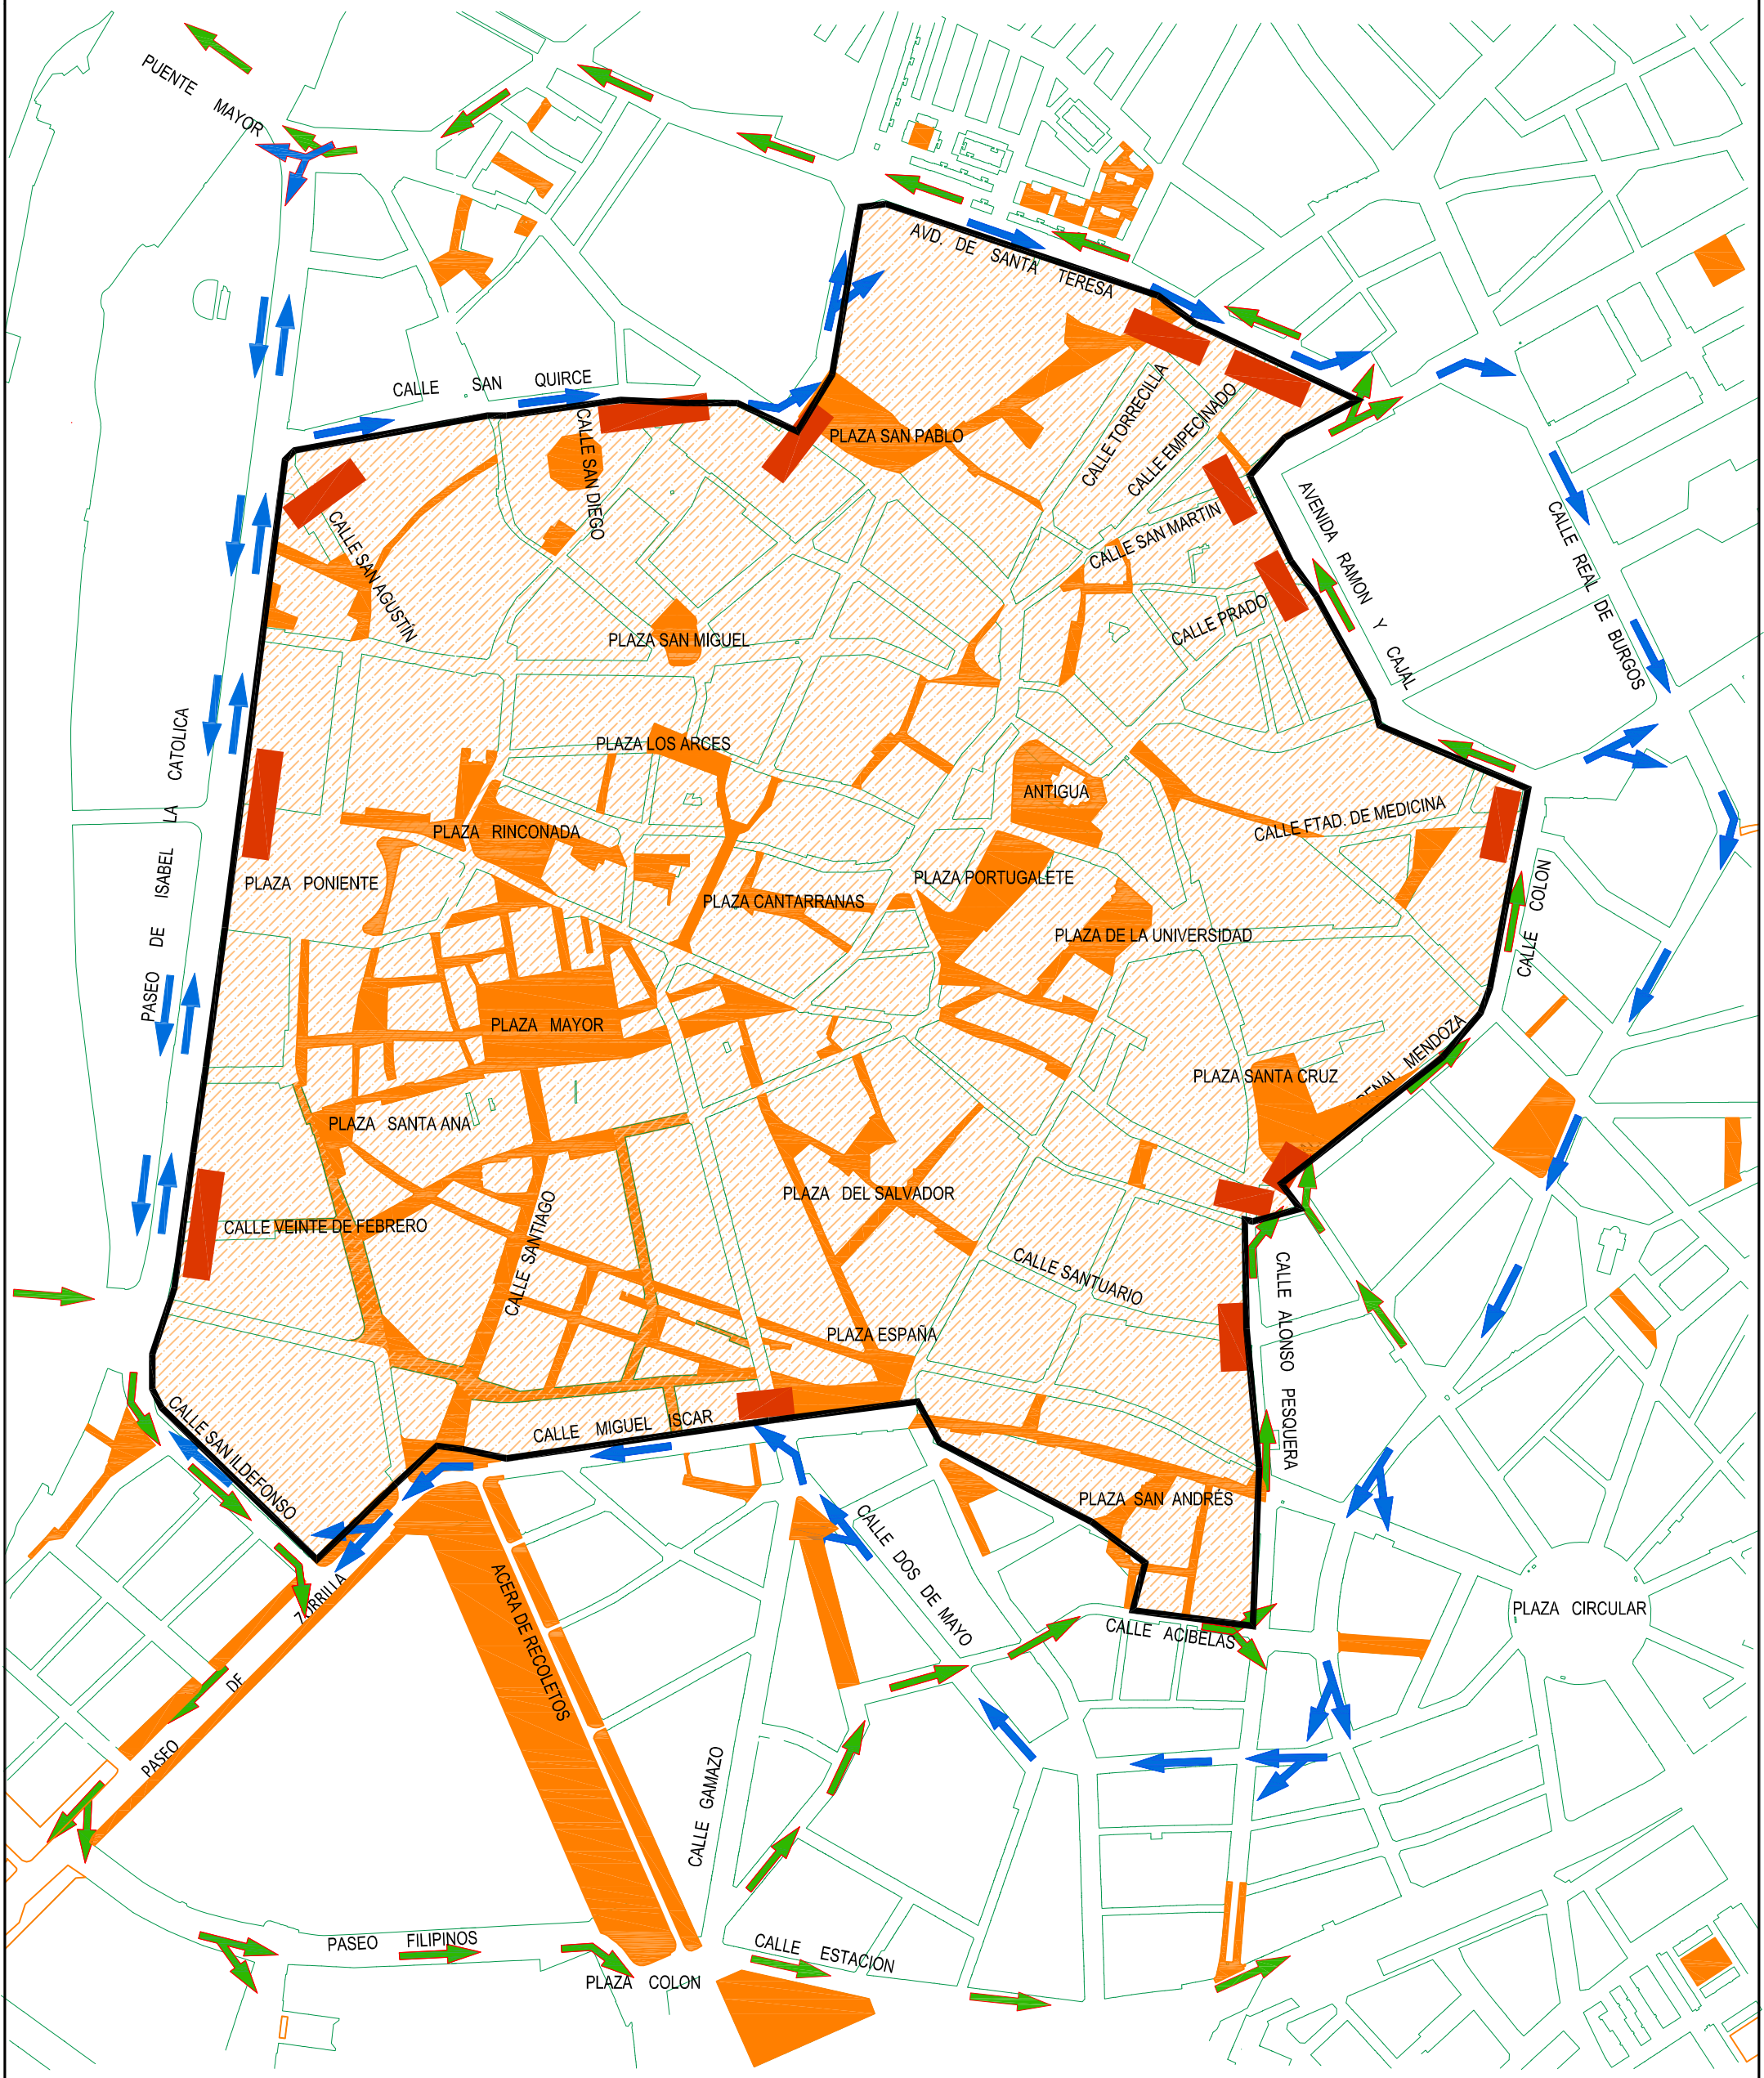 PUENTE MAYOR
AVD. DE SANTA TERESA
CALLE SAN QUIRCE
CALLE SAN DIEGO
PLAZA SAN PABLO
CALLE TORRECILLA
CALLE EMPECINADO
CALLE SAN MARTIN
AVENIDA RAMON Y CAJAL
CALLE REAL DE BURGOS
CALLE SAN AGUSTÍN
CALLE PRADO
PLAZA SAN MIGUEL
PASEO DE ISABEL LA CATOLICA
PLAZA LOS ARCES
ANTIGUA
PLAZA RINCONADA
CALLE FTAD. DE MEDICINA
PLAZA PONIENTE
PLAZA PORTUGALETE
PLAZA CANTARRANAS
CALLE COLON
PLAZA DE LA UNIVERSIDAD
PLAZA MAYOR
MENDOZA
PLAZA SANTA CRUZ
PLAZA SANTA ANA
PLAZA DEL SALVADOR
CALLE VEINTE DE FEBRERO
CALLE SANTIAGO
CALLE SANTUARIO
CALLE ALONSO PESQUERA
PLAZA ESPAÑA
CALLE MIGUEL ISCAR
CALLE SAN ILDEFONSO
PLAZA SAN ANDRÉS
CALLE DOS DE MAYO
ACERA DE RECOLETOS
PASEO DE ZORRILLA
PLAZA CIRCULAR
CALLE ACIBELAS
CALLE GAMAZO
PASEO FILIPINOS
CALLE ESTACION
PLAZA COLON